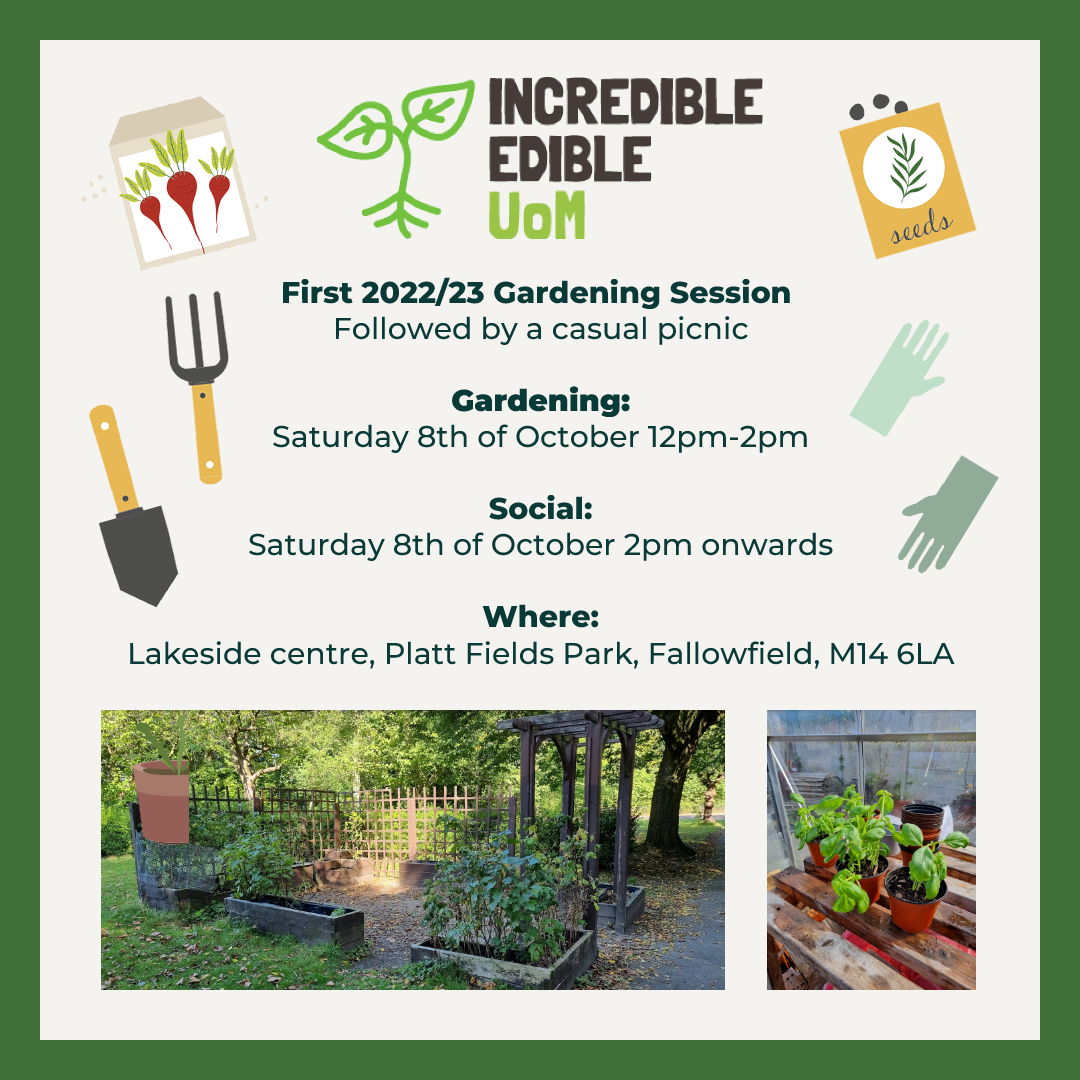 INCREDIBLE
EDIBLE
UoM
seeds
First 2022/23 Gardening Session
Followed by a casual picnic
Gardening:
Saturday 8th of October 12pm-2pm
Social:
Saturday 8th of October 2pm onwards
Where:
Lakeside centre, Platt Fields Park, Fallowfield, M14 6LA